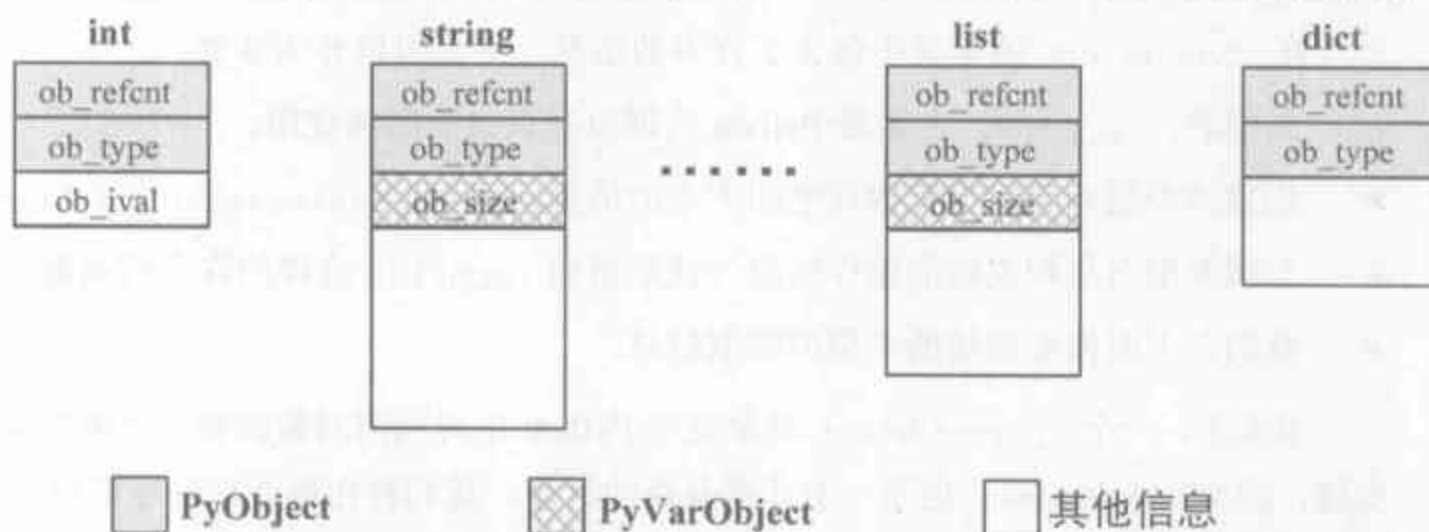 int
string
list
dict
ob_refcnt
ob_refcnt
ob_refcnt
ob_refcnt
ob_type
ob_type
......
ob_type
ob_type
ob_ival
ob_size
ob_size
PyObject
PyVarObject
其他信息